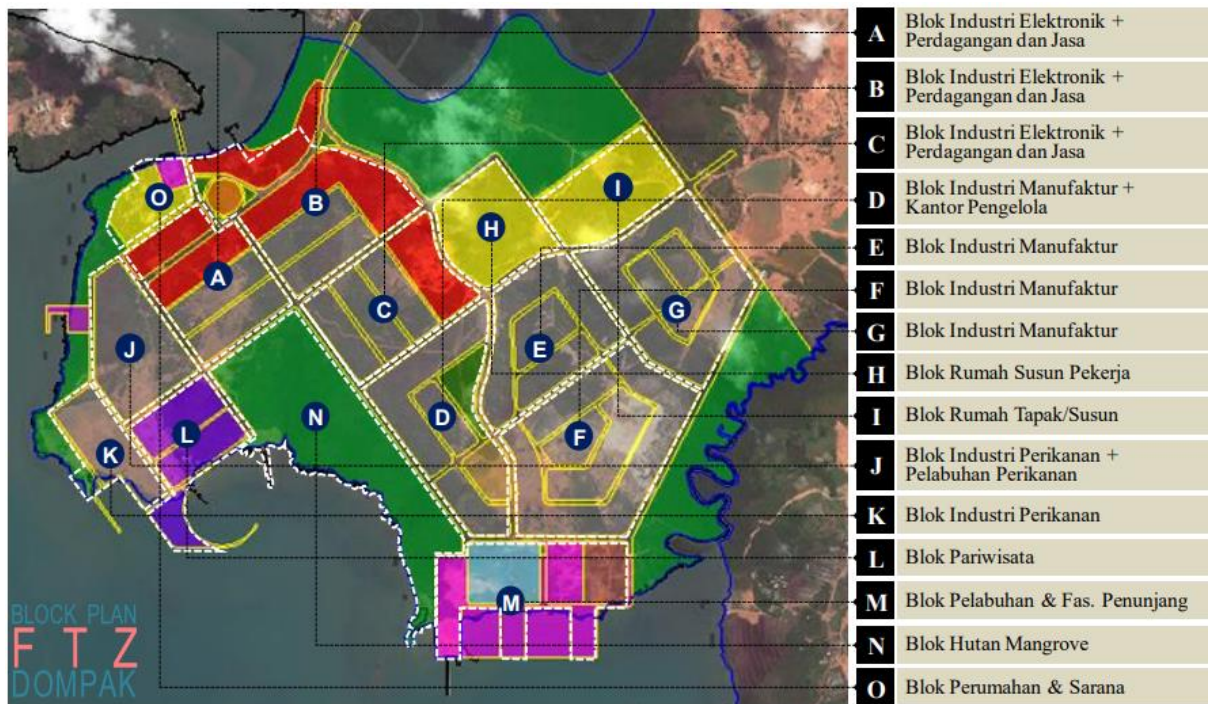 A
Blok Industri Elektronik +
Perdagangan dan Jasa
B
Blok Industri Elektronik +
Perdagangan dan Jasa
C
Blok Industri Elektronik +
Perdagangan dan Jasa
D
Blok Industri Manufaktur +
Kantor Pengelola
E
Blok Industri Manufaktur
F
Blok Industri Manufaktur
G
Blok Industri Manufaktur
H
Blok Rumah Susun Pekerja
I
Blok Rumah Tapak/Susun
J
Blok Industri Perikanan +
Pelabuhan Perikanan
K
Blok Industri Perikanan
L
Blok Pariwisata
M
Blok Pelabuhan & Fas. Penunjang
N
Blok Hutan Mangrove
O
Blok Perumahan & Sarana
I
O
B
H
A
C
G
J
E
N
D
F
L
K
M
BLOCK PLAN
F T Z
DOMPAK